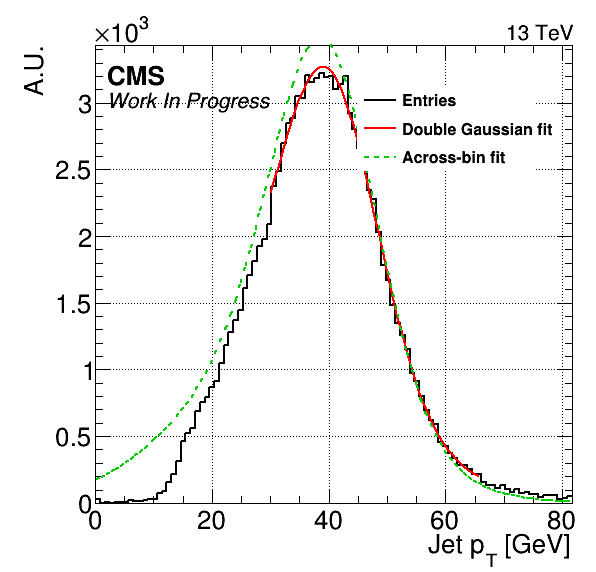 ×10³
13 TeV
A.U.
CMS
Work In Progress
Entries
Double Gaussian fit
Across-bin fit
3
2.5
2
1.5
1
0.5
0
0 20 40 60 80
Jet p_T [GeV]